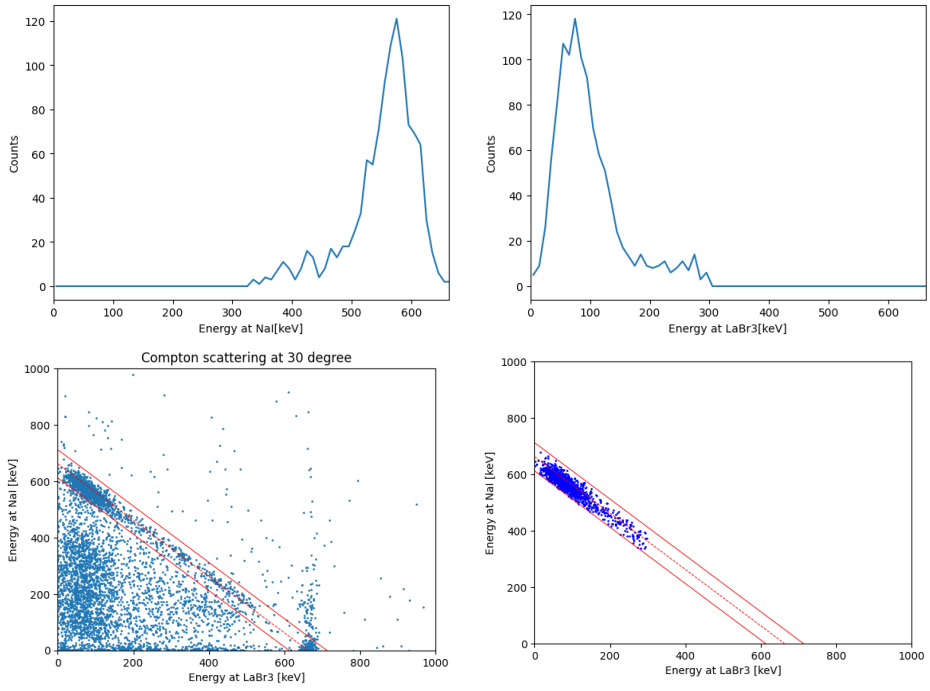 120
100
80
60
40
20
0
Counts
0 100 200 300 400 500 600
Energy at NaI[keV]
120
100
80
60
40
20
0
Counts
0 100 200 300 400 500 600
Energy at LaBr3[keV]
Compton scattering at 30 degree
1000
800
600
400
200
0
Energy at NaI [keV]
0 200 400 600 800 1000
Energy at LaBr3 [keV]
1000
800
600
400
200
0
Energy at NaI [keV]
0 200 400 600 800 1000
Energy at LaBr3 [keV]